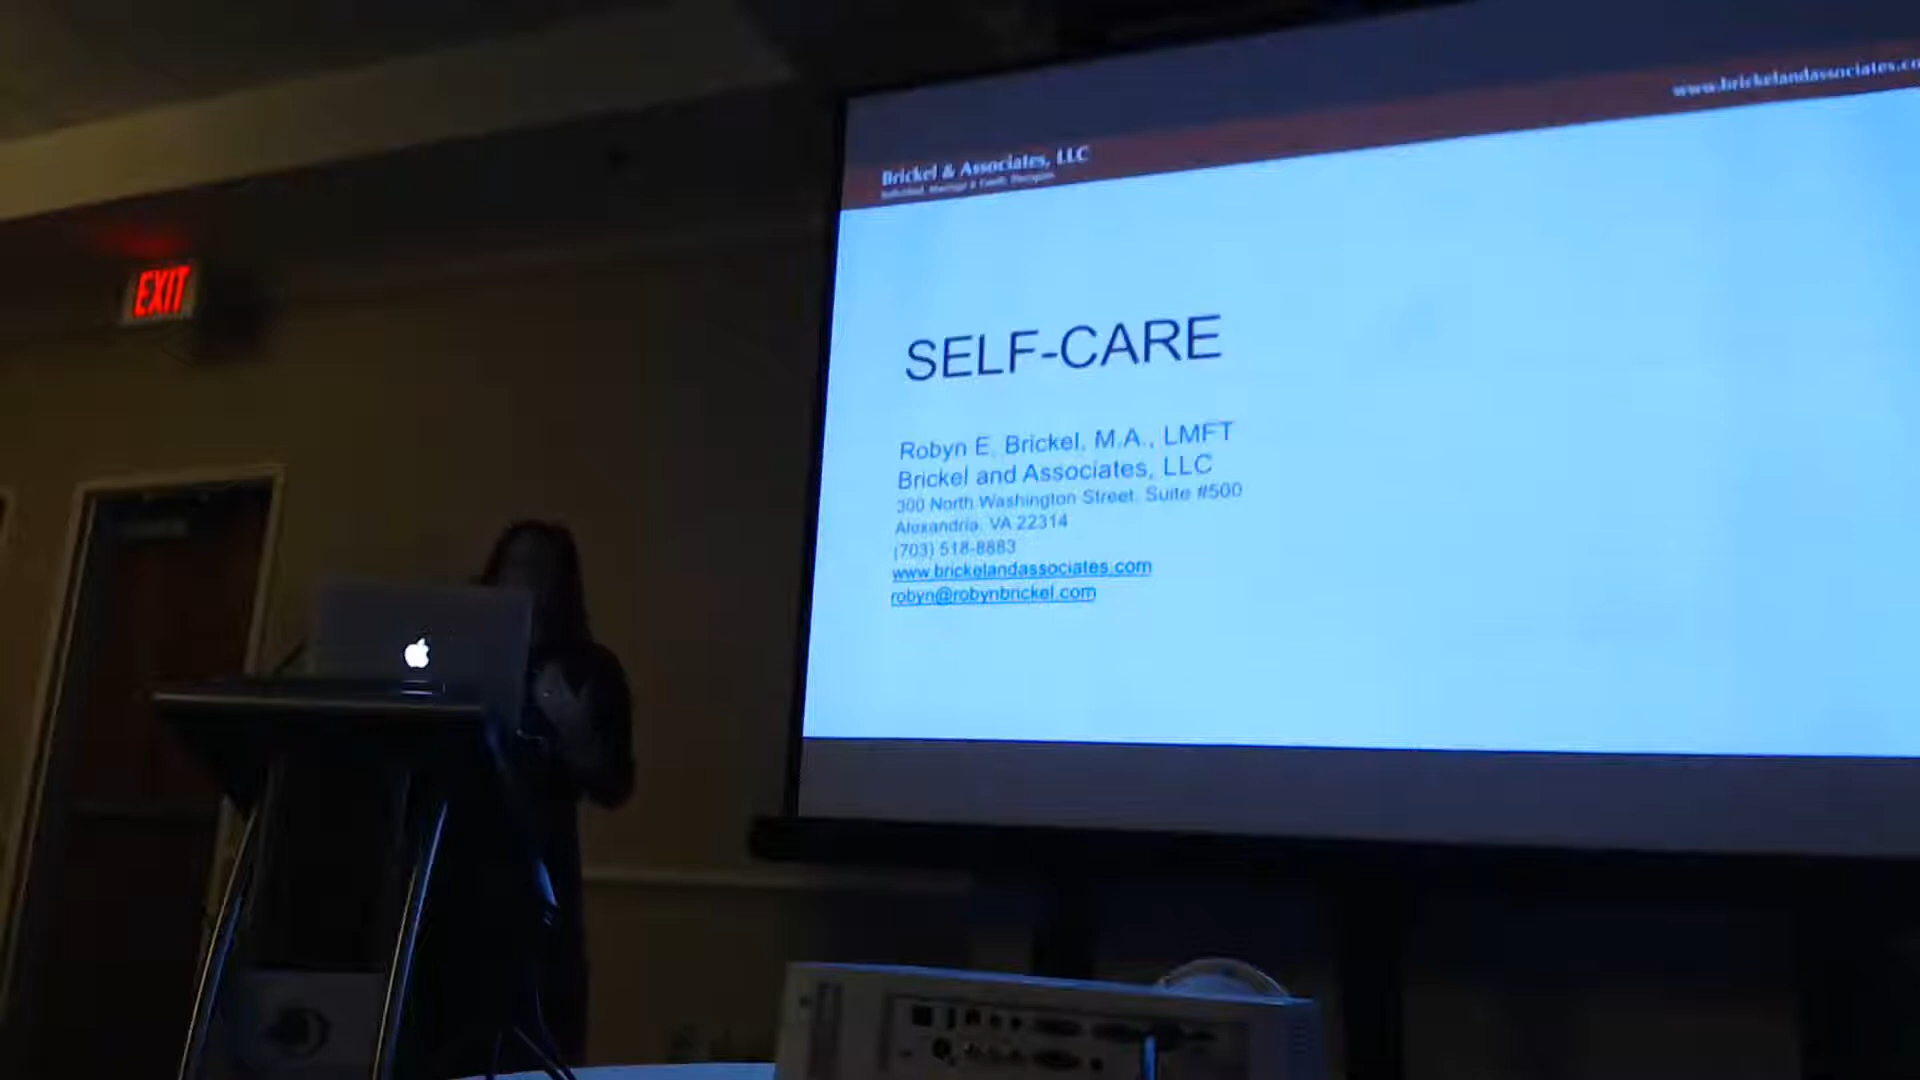 EXIT
www.brickelandassociates.co
Brickel & Associates, LLC
SELF-CARE
Robyn E. Brickel, M.A., LMFT
Brickel and Associates, LLC
300 North Washington Street, Suite #500
Alexandria, VA 22314
(703) 518-8883
www.brickelandassociates.com
robyn@robynbrickel.com